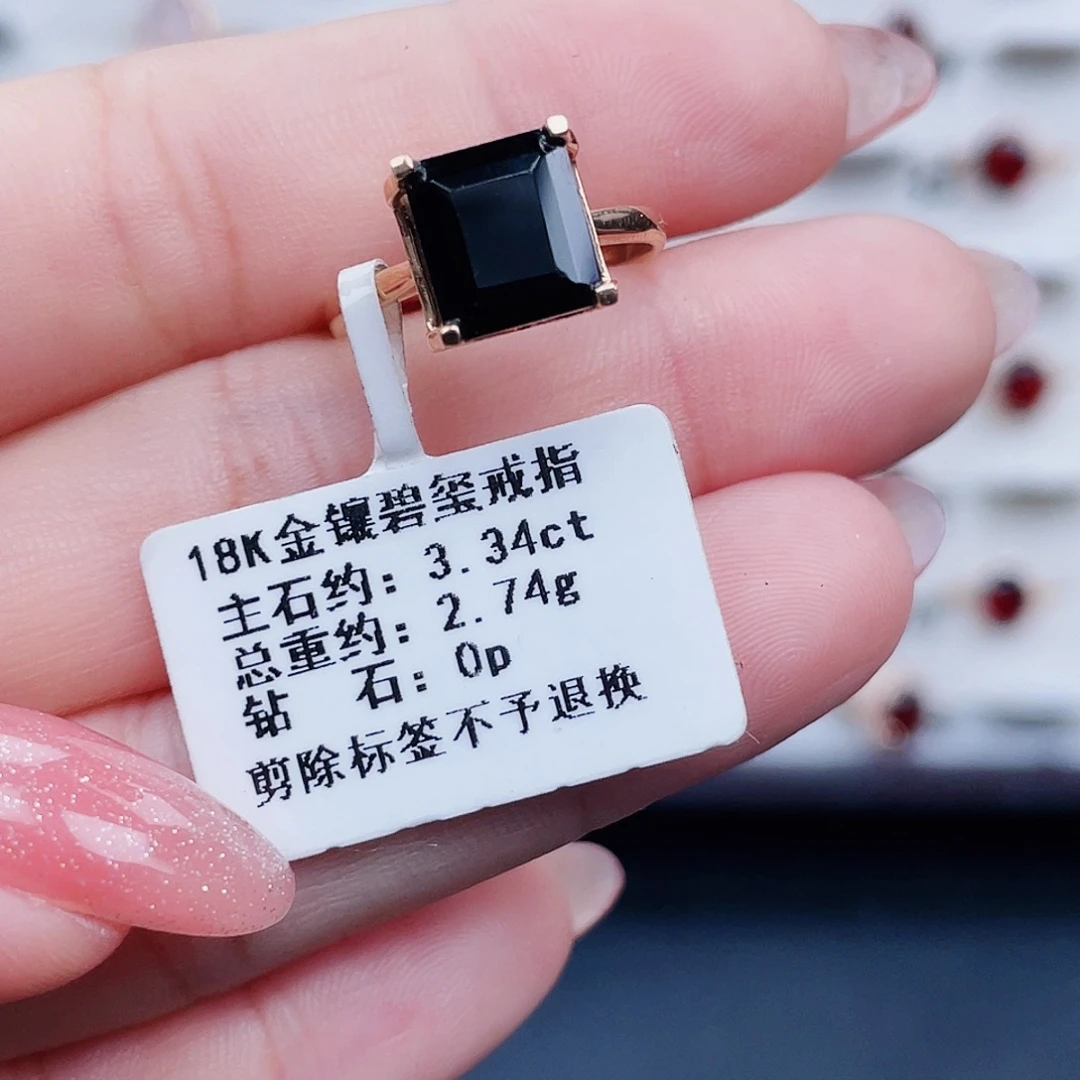 18K金镶碧玺戒指
主石约: 3.34ct
总重约: 2.74g
钻 石: 0p
剪除标签不予退换